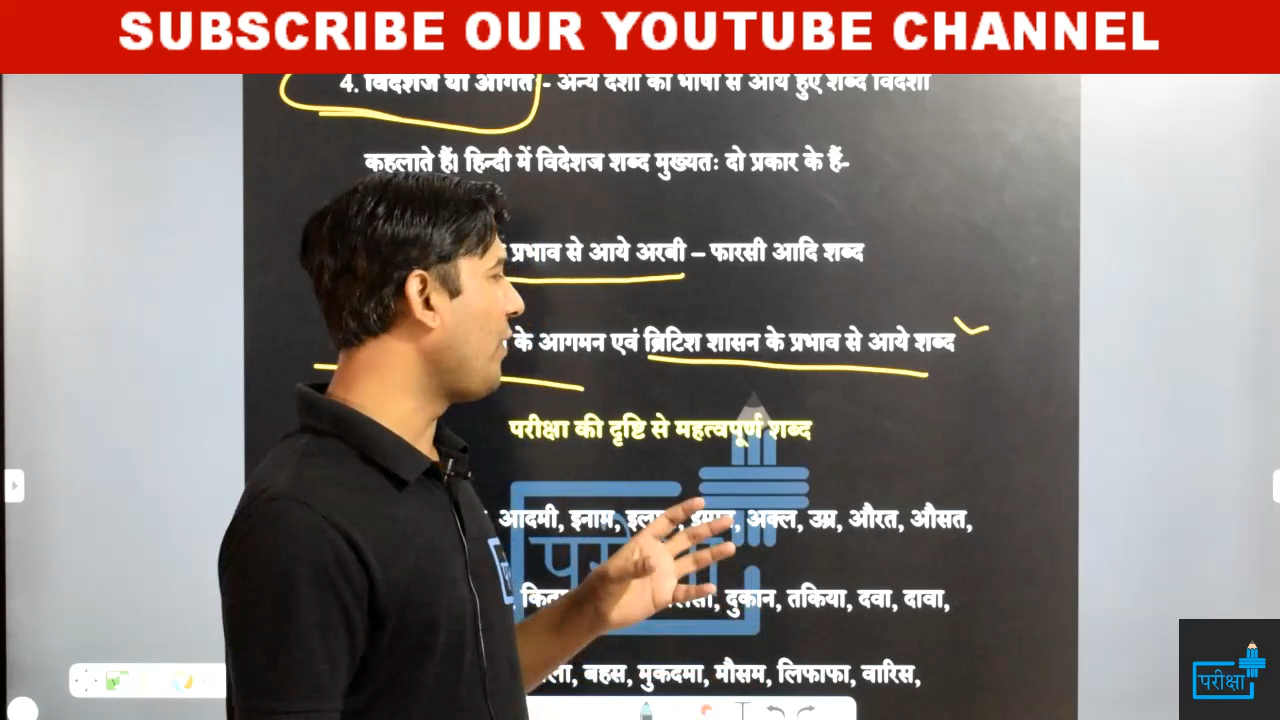 SUBSCRIBE OUR YOUTUBE CHANNEL
4. विदेशज या आगत :- अन्य देशों की भाषा से आये हुए शब्द विदेशी
कहलाते हैं। हिन्दी में विदेशज शब्द मुख्यतः दो प्रकार के हैं-
प्रभाव से आये अरबी – फारसी आदि शब्द
के आगमन एवं ब्रिटिश शासन के प्रभाव से आये शब्द
परीक्षा की दृष्टि से महत्वपूर्ण शब्द
आदमी, इनाम, अक्ल, उम्र, औरत, औसत,
दुकान, तकिया, दवा, दावा,
बहस, मुकदमा, मौसम, लिफाफा, वारिस,
परीक्षा